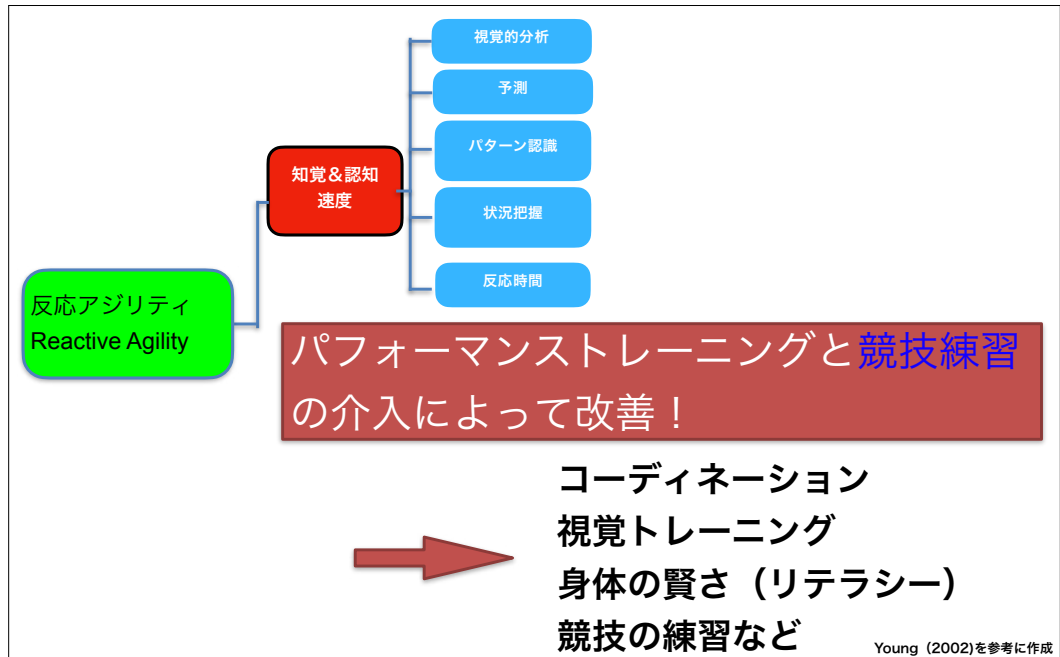 視覚的分析
予測
パターン認識
知覚＆認知
速度
状況把握
反応時間
反応アジリティ
Reactive Agility
パフォーマンストレーニングと競技練習
の介入によって改善！
コーディネーション
視覚トレーニング
身体の賢さ（リテラシー）
競技の練習など
Young（2002)を参考に作成